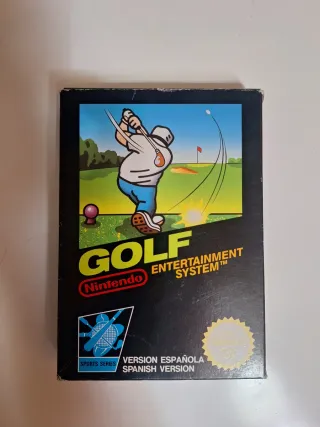 GOLF
Nintendo
ENTERTAINMENT
SYSTEM™
SPORTS SERIES
VERSION ESPAÑOLA
SPANISH VERSION